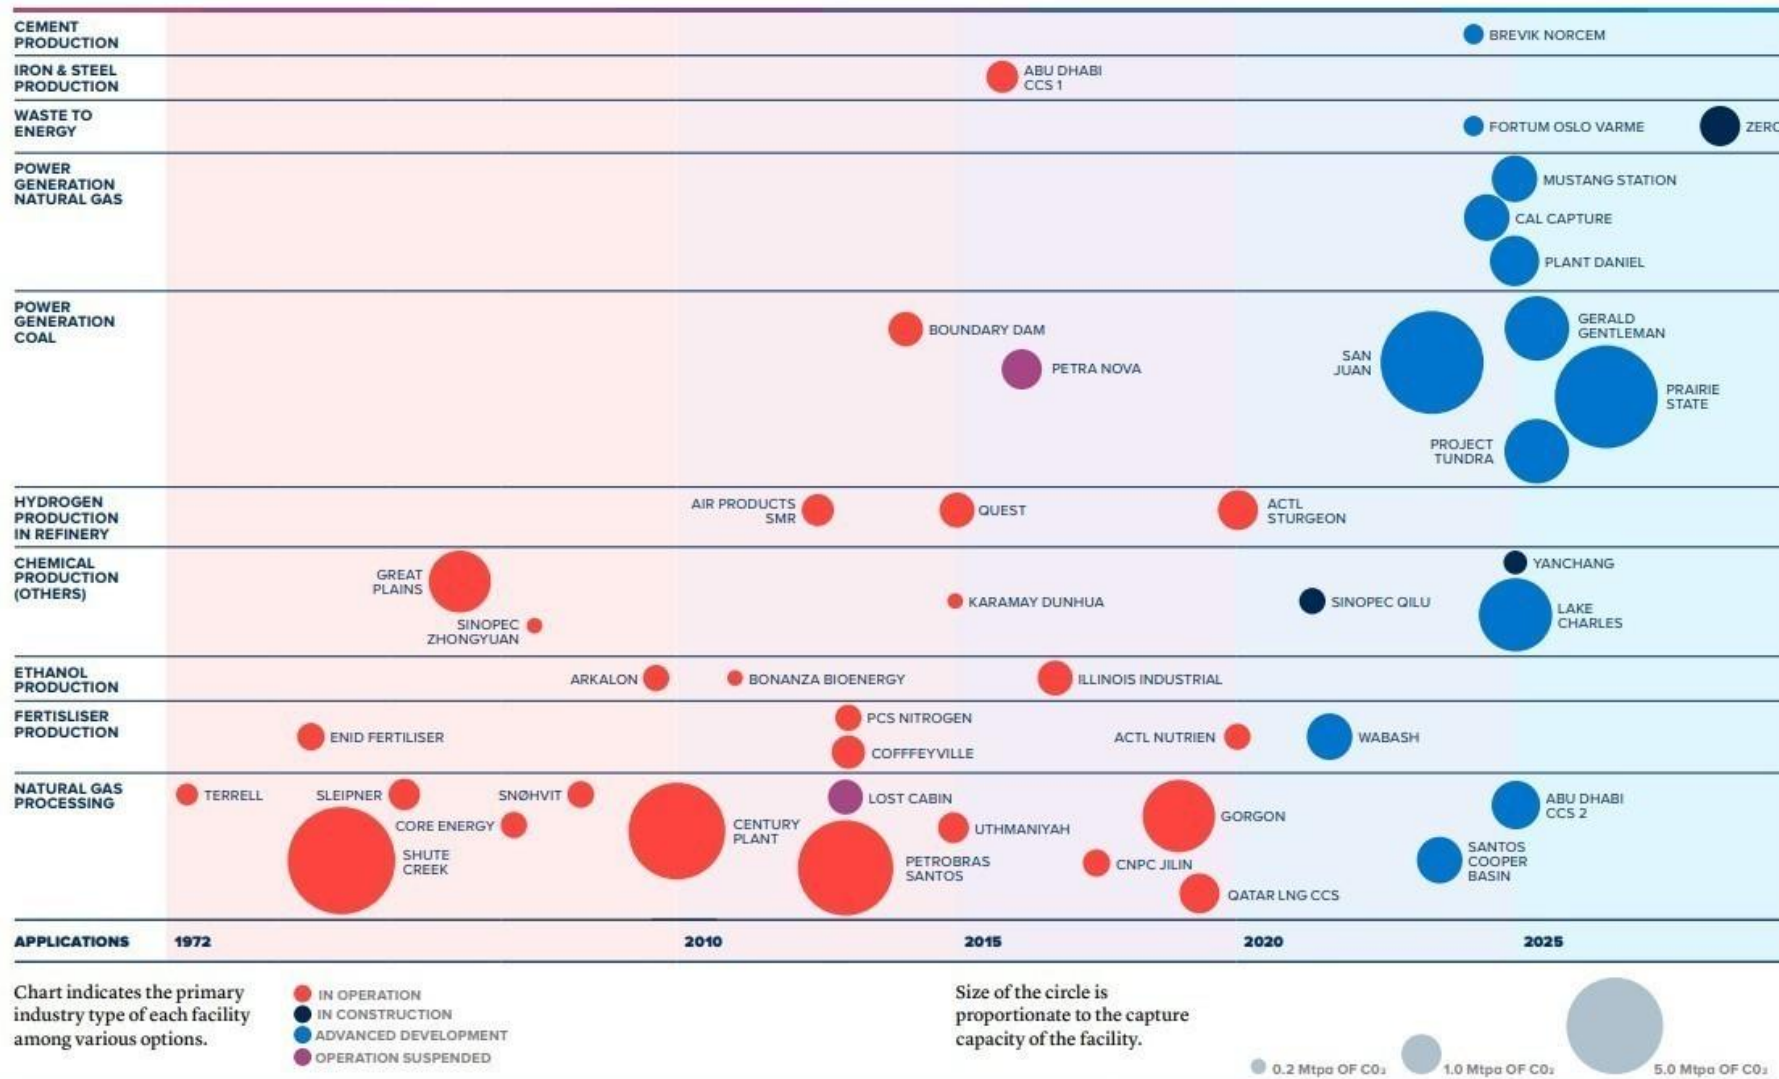 CEMENT
PRODUCTION
BREVIK NORCEM
IRON & STEEL
PRODUCTION
ABU DHABI
CCS 1
WASTE TO
ENERGY
FORTUM OSLO VARME
ZERO
POWER
GENERATION
NATURAL GAS
MUSTANG STATION
CAL CAPTURE
PLANT DANIEL
POWER
GENERATION
COAL
BOUNDARY DAM
PETRA NOVA
SAN
JUAN
GERALD
GENTLEMAN
PRAIRIE
STATE
PROJECT
TUNDRA
HYDROGEN
PRODUCTION
IN REFINERY
AIR PRODUCTS
SMR
QUEST
ACTL
STURGEON
CHEMICAL
PRODUCTION
(OTHERS)
GREAT
PLAINS
SINOPEC
ZHONGYUAN
KARAMAY DUNHUA
SINOPEC QILU
YANCHANG
LAKE
CHARLES
ETHANOL
PRODUCTION
ARKALON
BONANZA BIOENERGY
ILLINOIS INDUSTRIAL
FERTISLISER
PRODUCTION
ENID FERTILISER
PCS NITROGEN
COFFFEYVILLE
ACTL NUTRIEN
WABASH
NATURAL GAS
PROCESSING
TERRELL
SLEIPNER
SNØHVIT
CORE ENERGY
SHUTE
CREEK
CENTURY
PLANT
LOST CABIN
PETROBRAS
SANTOS
UTHMANIYAH
CNPC JILIN
GORGON
QATAR LNG CCS
ABU DHABI
CCS 2
SANTOS
COOPER
BASIN
APPLICATIONS 1972 2010 2015 2020 2025
Chart indicates the primary
industry type of each facility
among various options.
IN OPERATION
IN CONSTRUCTION
ADVANCED DEVELOPMENT
OPERATION SUSPENDED
Size of the circle is
proportionate to the capture
capacity of the facility.
0.2 Mtpa OF CO₂
1.0 Mtpa OF CO₂
5.0 Mtpa OF CO₂